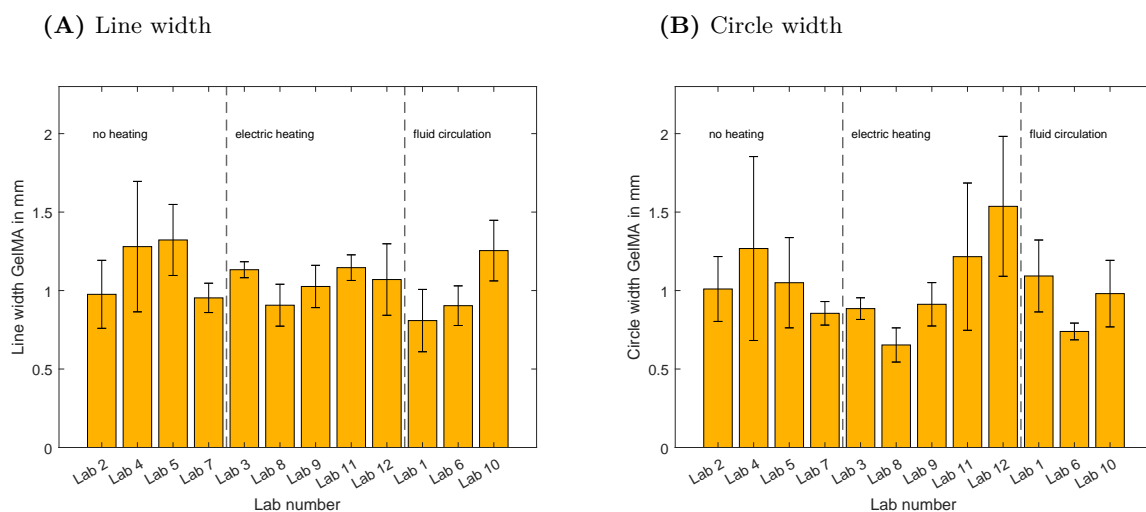 (A) Line width
Line width GelMA in mm
2
1.5
1
0.5
0
no heating
electric heating
fluid circulation
Lab 2
Lab 4
Lab 5
Lab 7
Lab 3
Lab 8
Lab 9
Lab 11
Lab 12
Lab 1
Lab 6
Lab 10
Lab number
(B) Circle width
Circle width GelMA in mm
2
1.5
1
0.5
0
no heating
electric heating
fluid circulation
Lab 2
Lab 4
Lab 5
Lab 7
Lab 3
Lab 8
Lab 9
Lab 11
Lab 12
Lab 1
Lab 6
Lab 10
Lab number